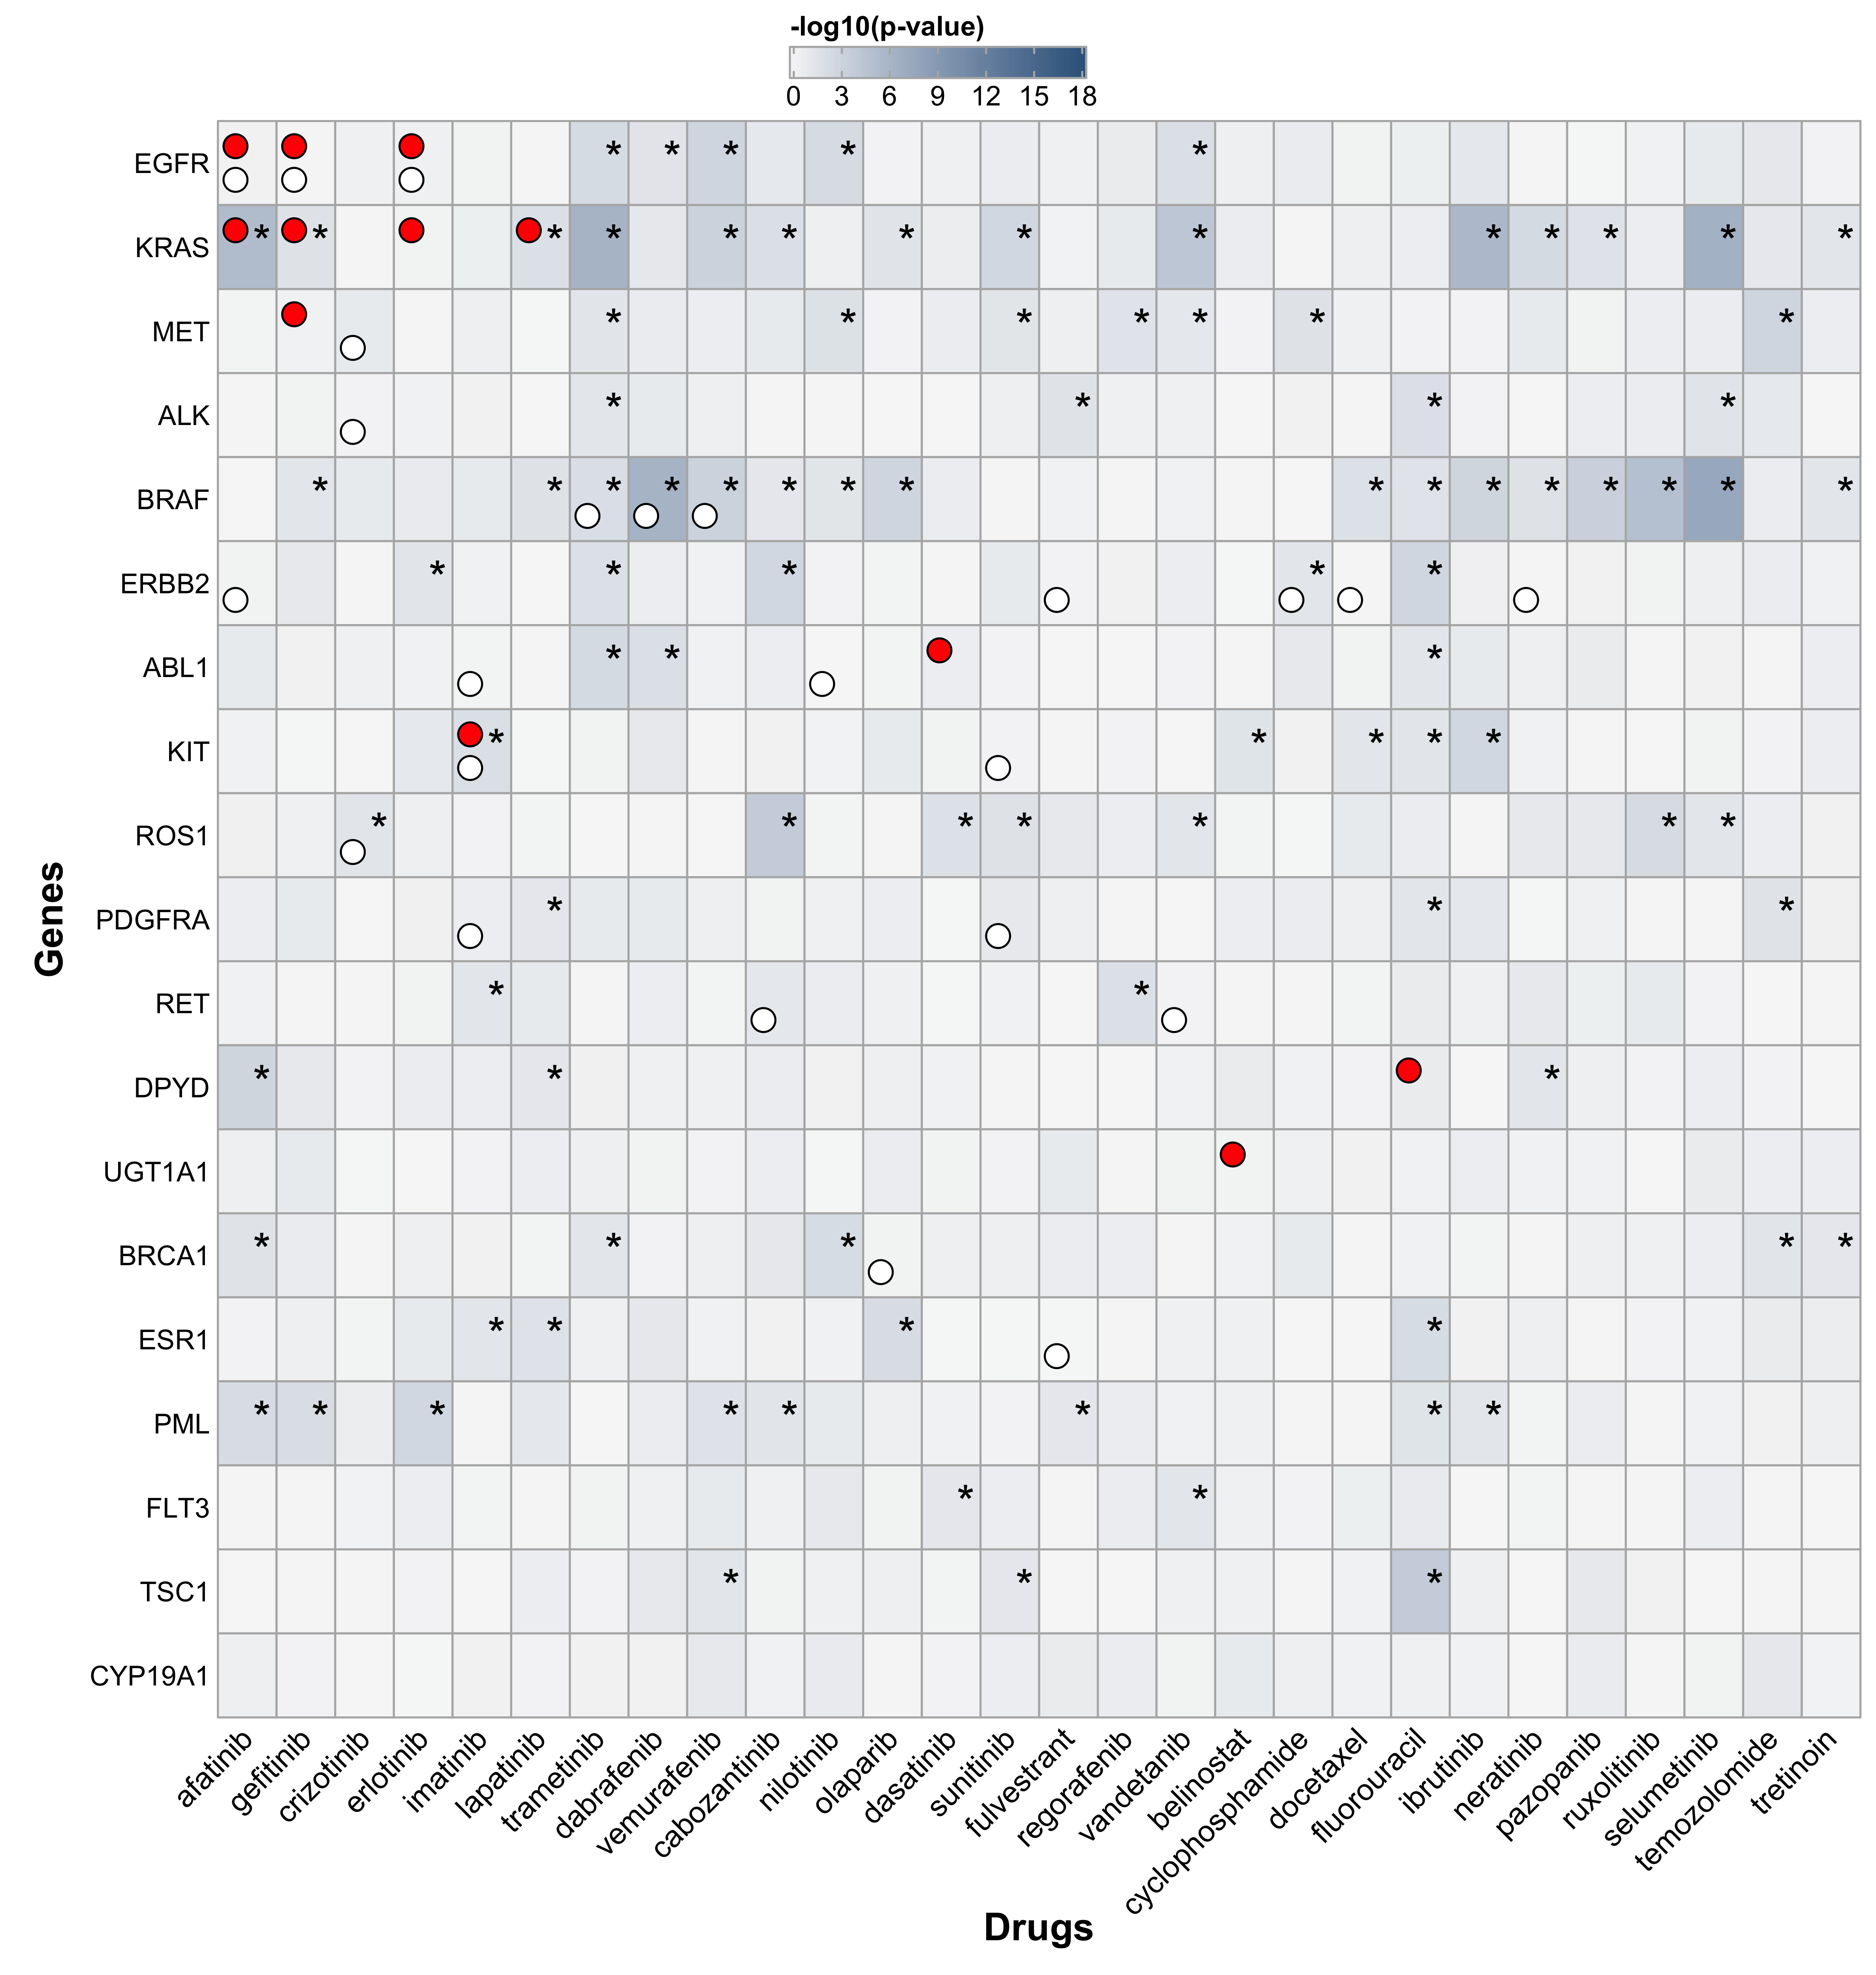 -log10(p-value)
0 3 6 9 12 15 18
EGFR * * * * *
KRAS * * * * * * * * * * * * * *
MET * * * * * * *
ALK * * * *
BRAF * * * * * * * * * * * * * * * *
ERBB2 * * * * *
ABL1 * * *
KIT * * * * *
ROS1 * * * * * * *
PDGFRA * * *
RET * *
DPYD * * *
UGT1A1
BRCA1 * * * * *
ESR1 * * * *
PML * * * * * * * *
FLT3 * *
TSC1 * * *
CYP19A1
Genes
afatinib
gefitinib
crizotinib
erlotinib
imatinib
lapatinib
trametinib
dabrafenib
vemurafenib
cabozantinib
nilotinib
olaparib
dasatinib
sunitinib
fulvestrant
regorafenib
vandetanib
belinostat
cyclophosphamide
docetaxel
fluorouracil
ibrutinib
neratinib
pazopanib
ruxolitinib
selumetinib
temozolomide
tretinoin
Drugs